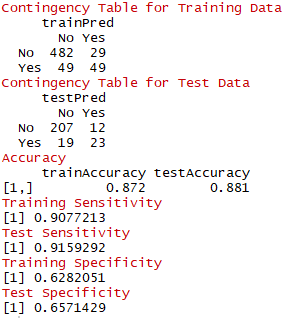 Contingency Table for Training Data
trainPred
No Yes
No 482 29
Yes 49 49
Contingency Table for Test Data
testPred
No Yes
No 207 12
Yes 19 23
Accuracy
trainAccuracy testAccuracy
[1,] 0.872 0.881
Training Sensitivity
[1] 0.9077213
Test Sensitivity
[1] 0.9159292
Training Specificity
[1] 0.6282051
Test Specificity
[1] 0.6571429